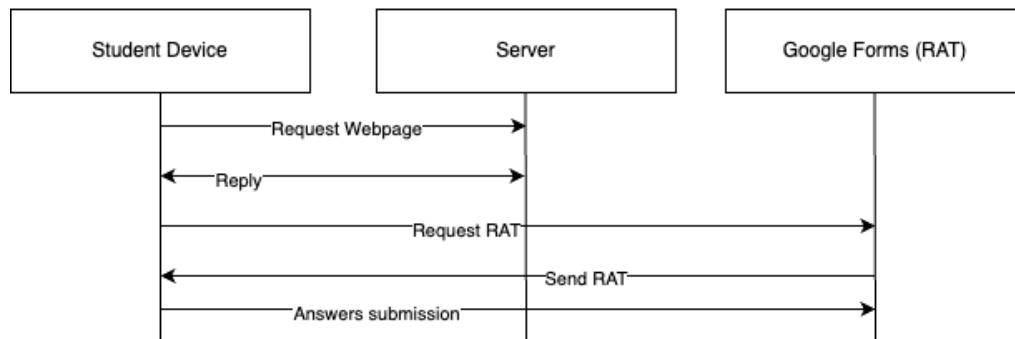 Student Device
Server
Google Forms (RAT)
Request Webpage
Reply
Request RAT
Send RAT
Answers submission